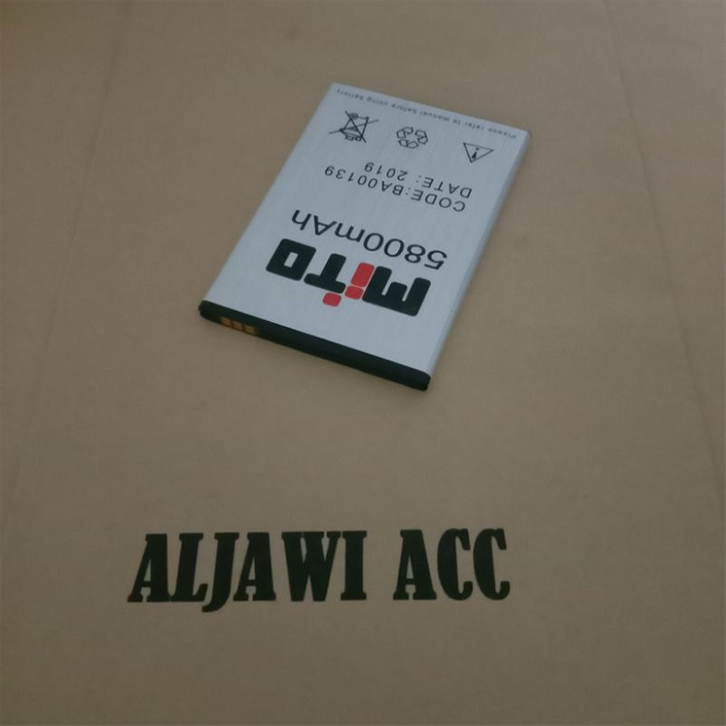 mito
5800mAh
CODE:BA00139
DATE: 2019
Please refer to manual before using battery
ALJAWI ACC